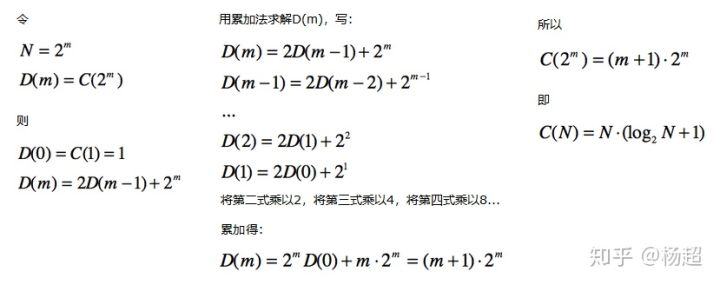 令
N = 2^m
D(m) = C(2^m)
则
D(0) = C(1) = 1
D(m) = 2D(m−1) + 2^m
用累加法求解D(m)，写：
D(m) = 2D(m−1) + 2^m
D(m−1) = 2D(m−2) + 2^{m−1}
...
D(2) = 2D(1) + 2^2
D(1) = 2D(0) + 2^1
将第二式乘以2，将第三式乘以4，将第四式乘以8...
累加得：
D(m) = 2^m D(0) + m·2^m = (m+1)·2^m
所以
C(2^m) = (m+1)·2^m
即
C(N) = N·(log_2 N + 1)
知乎 @杨超